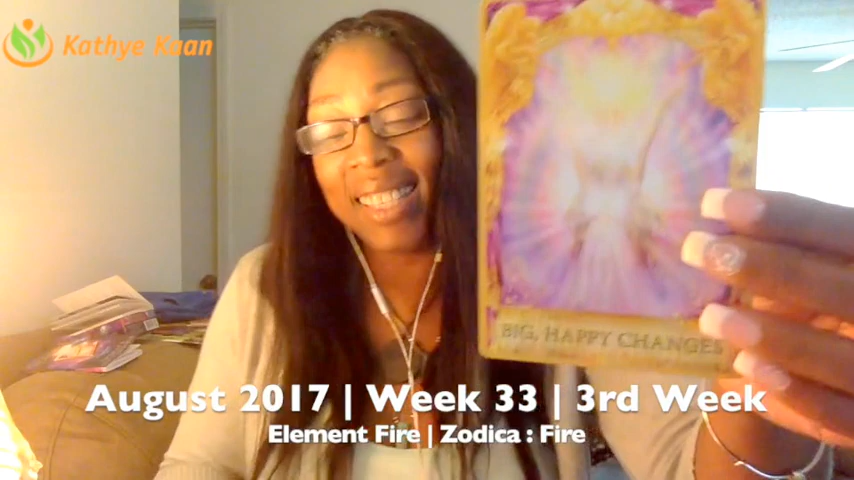 Kathye Kaan
BIG, HAPPY CHANGES
August 2017 | Week 33 | 3rd Week
Element Fire | Zodica : Fire